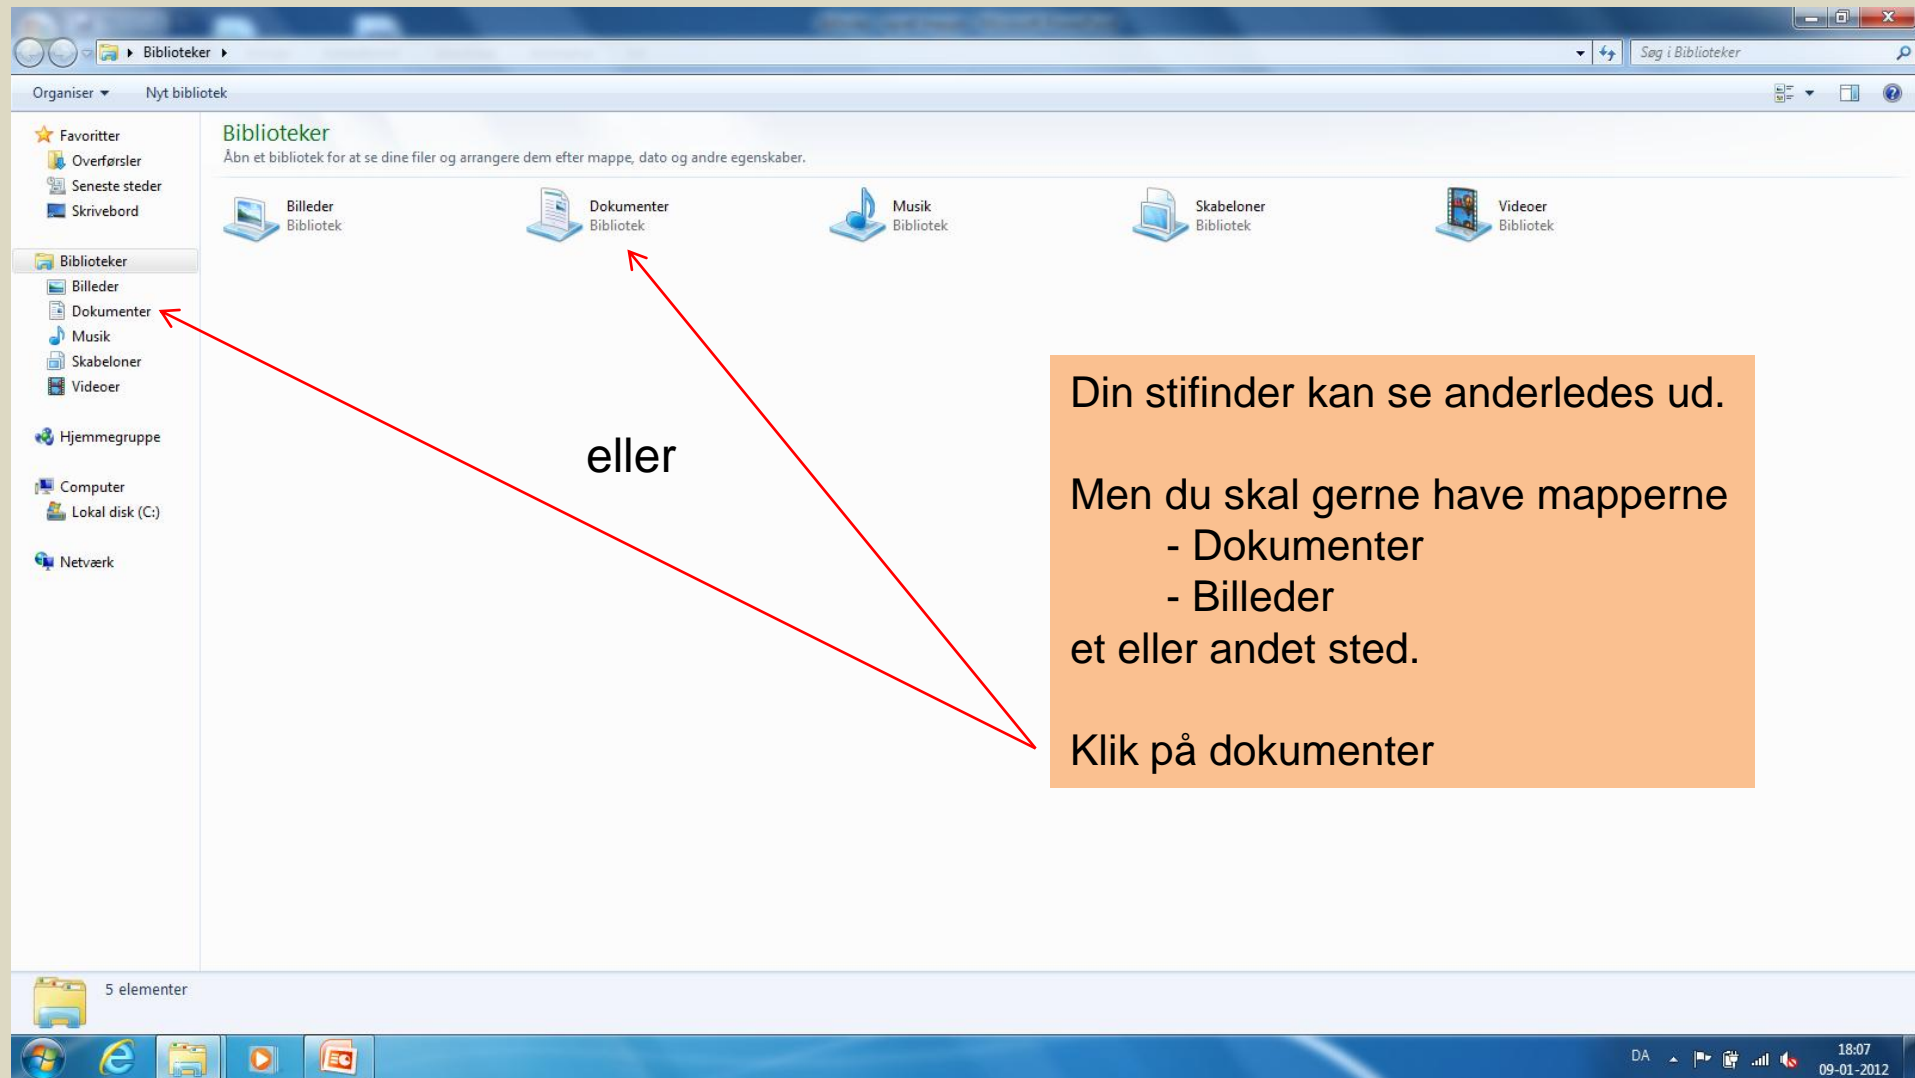 Biblioteker
Søg i Biblioteker
Organiser
Nyt bibliotek
Favoritter
Overførsler
Seneste steder
Skrivebord
Biblioteker
Billeder
Dokumenter
Musik
Skabeloner
Videoer
Hjemmegruppe
Computer
Lokal disk (C:)
Netværk
Biblioteker
Åbn et bibliotek for at se dine filer og arrangere dem efter mappe, dato og andre egenskaber.
Billeder
Bibliotek
Dokumenter
Bibliotek
Musik
Bibliotek
Skabeloner
Bibliotek
Videoer
Bibliotek
eller
Din stifinder kan se anderledes ud.
Men du skal gerne have mapperne
- Dokumenter
- Billeder
et eller andet sted.
Klik på dokumenter
5 elementer
DA
18:07
09-01-2012